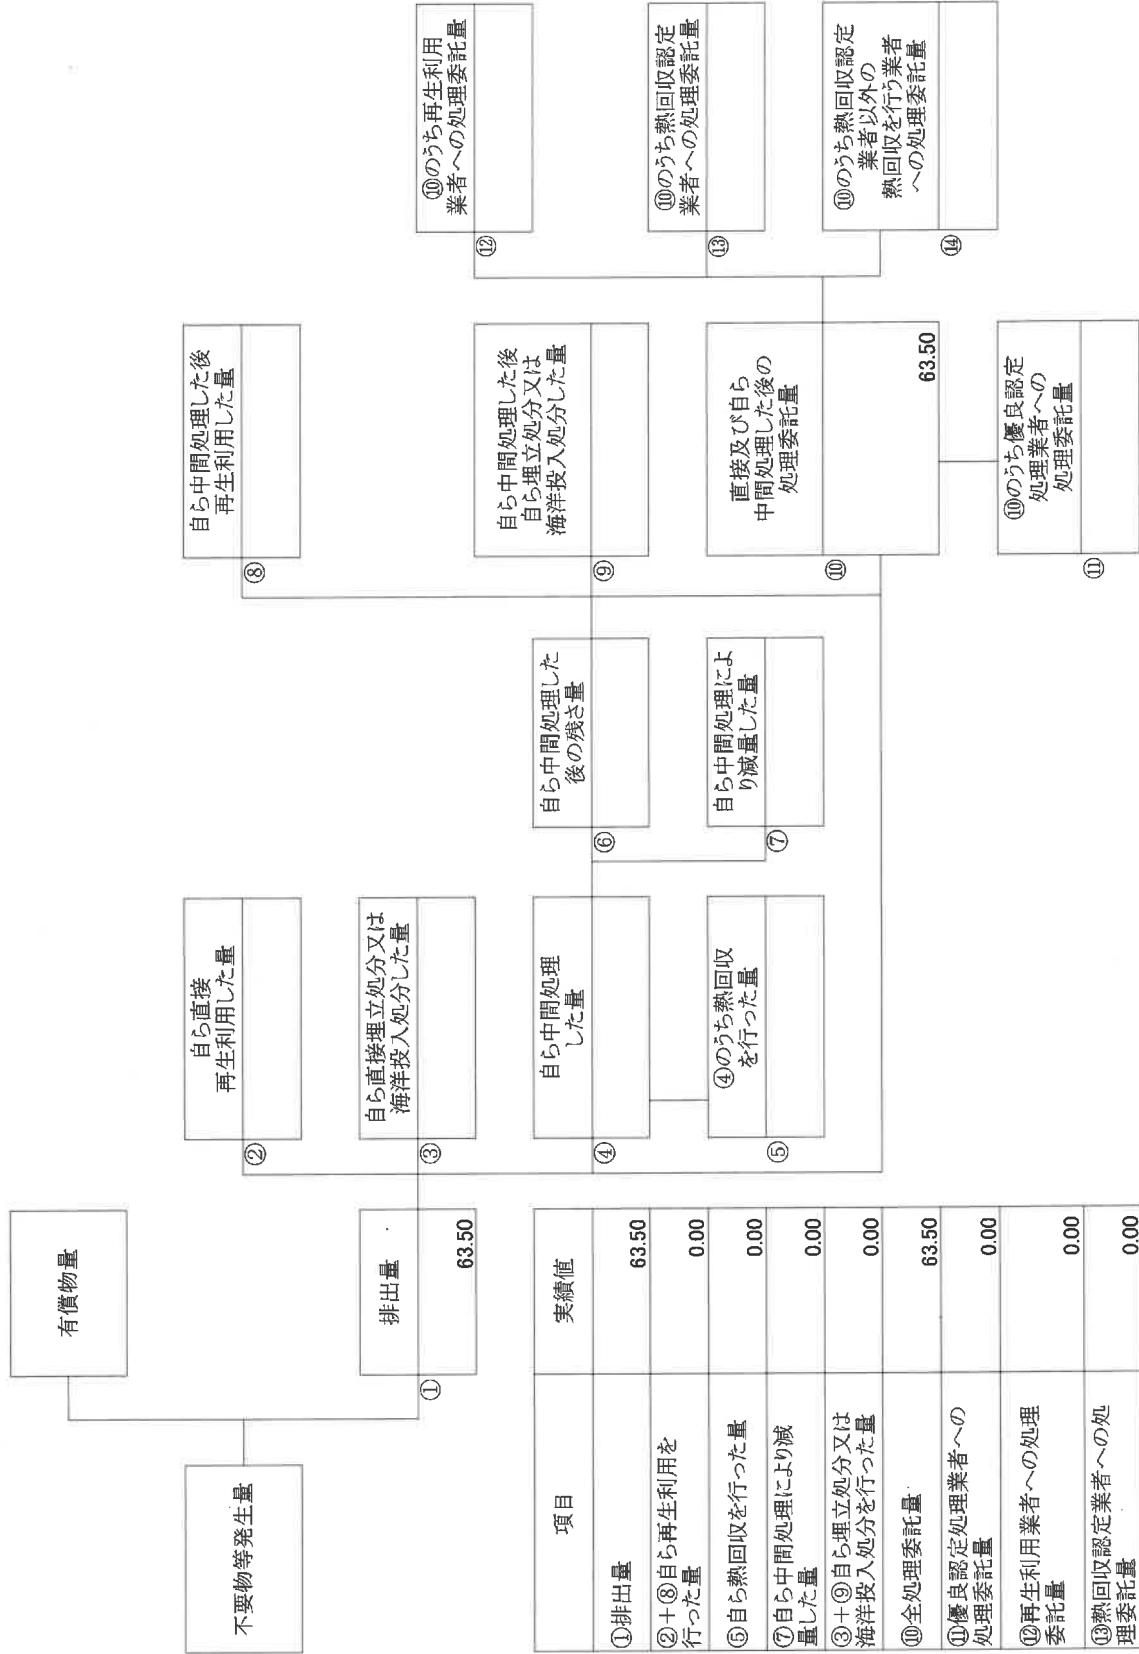 不要物等発生量
有償物量
排出量
①
63.50
②
自ら直接
再生利用した量
③
自ら直接埋立処分又は
海洋投入処分した量
④
自ら中間処理
した量
⑤
④のうち熱回収
を行った量
⑥
自ら中間処理した
後の残さ量
⑦
自ら中間処理によ
り減量した量
⑧
自ら中間処理した後
再生利用した量
⑨
自ら中間処理した後
自ら埋立処分又は
海洋投入処分した量
⑩
直接及び自ら
中間処理した後の
処理委託量
63.50
⑪
⑩のうち優良認定
処理業者への
処理委託量
⑫
⑩のうち再生利用
業者への処理委託量
⑬
⑩のうち熱回収認定
業者への処理委託量
⑭
⑩のうち熱回収認定
業者以外の
熱回収を行う業者
への処理委託量
項目 実績値
①排出量 63.50
②+⑧自ら再生利用を
行った量 0.00
⑤自ら熱回収を行った量 0.00
⑦自ら中間処理により減
量した量 0.00
③+⑨自ら埋立処分又は
海洋投入処分を行った量 0.00
⑩全処理委託量 63.50
⑪優良認定処理業者への
処理委託量 0.00
⑫再生利用業者への処理
委託量 0.00
⑬熱回収認定業者への処
理委託量 0.00